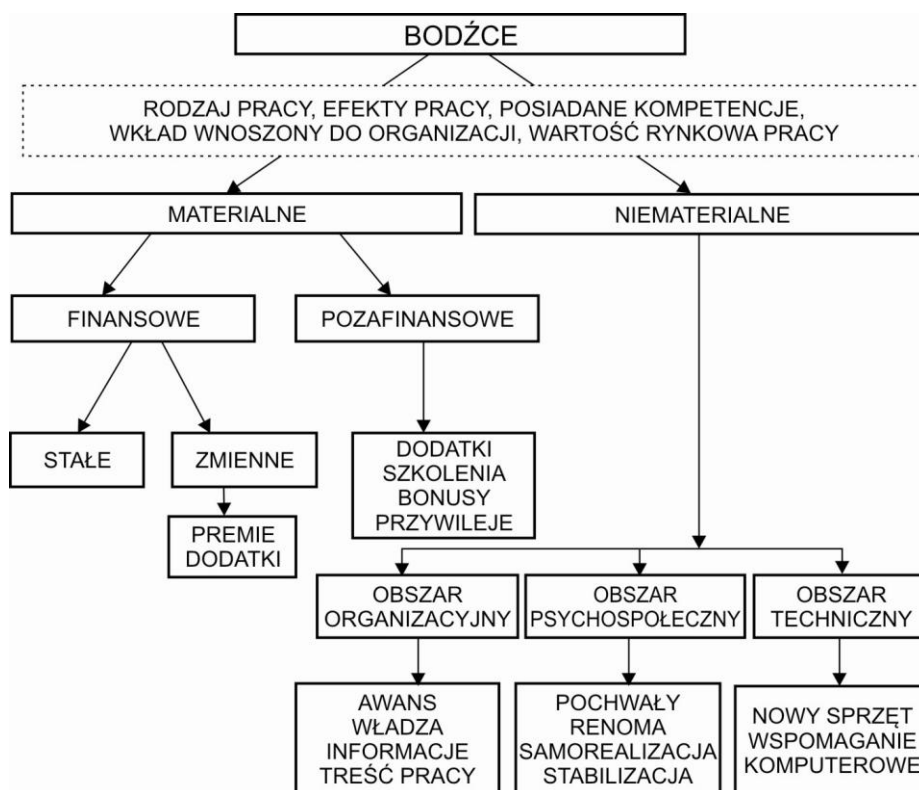 BODŹCE
RODZAJ PRACY, EFEKTY PRACY, POSIADANE KOMPETENCJE,
WKŁAD WNOSZONY DO ORGANIZACJI, WARTOŚĆ RYNKOWA PRACY
MATERIALNE
NIEMATERIALNE
FINANSOWE
POZAFINANSOWE
STAŁE
ZMIENNE
DODATKI
SZKOLENIA
BONUSY
PRZYWILEJE
PREMIE
DODATKI
OBSZAR
ORGANIZACYJNY
OBSZAR
PSYCHOSPOŁECZNY
OBSZAR
TECHNICZNY
AWANS
WŁADZA
INFORMACJE
TREŚĆ PRACY
POCHWAŁY
RENOMA
SAMOREALIZACJA
STABILIZACJA
NOWY SPRZĘT
WSPOMAGANIE
KOMPUTEROWE